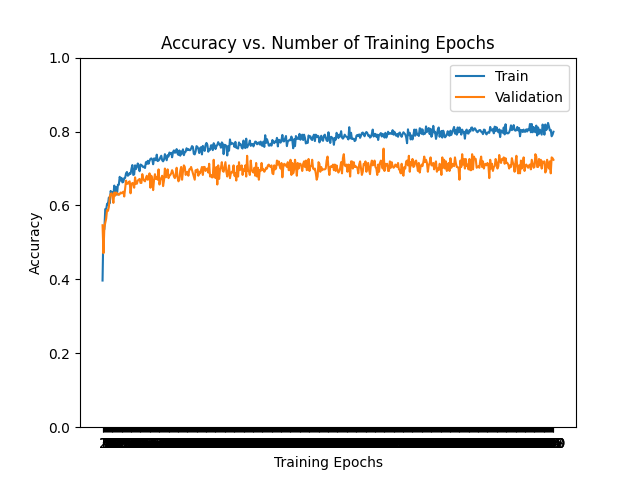 Accuracy vs. Number of Training Epochs
Train
Validation
1.0
0.8
0.6
0.4
0.2
0.0
Accuracy
Training Epochs